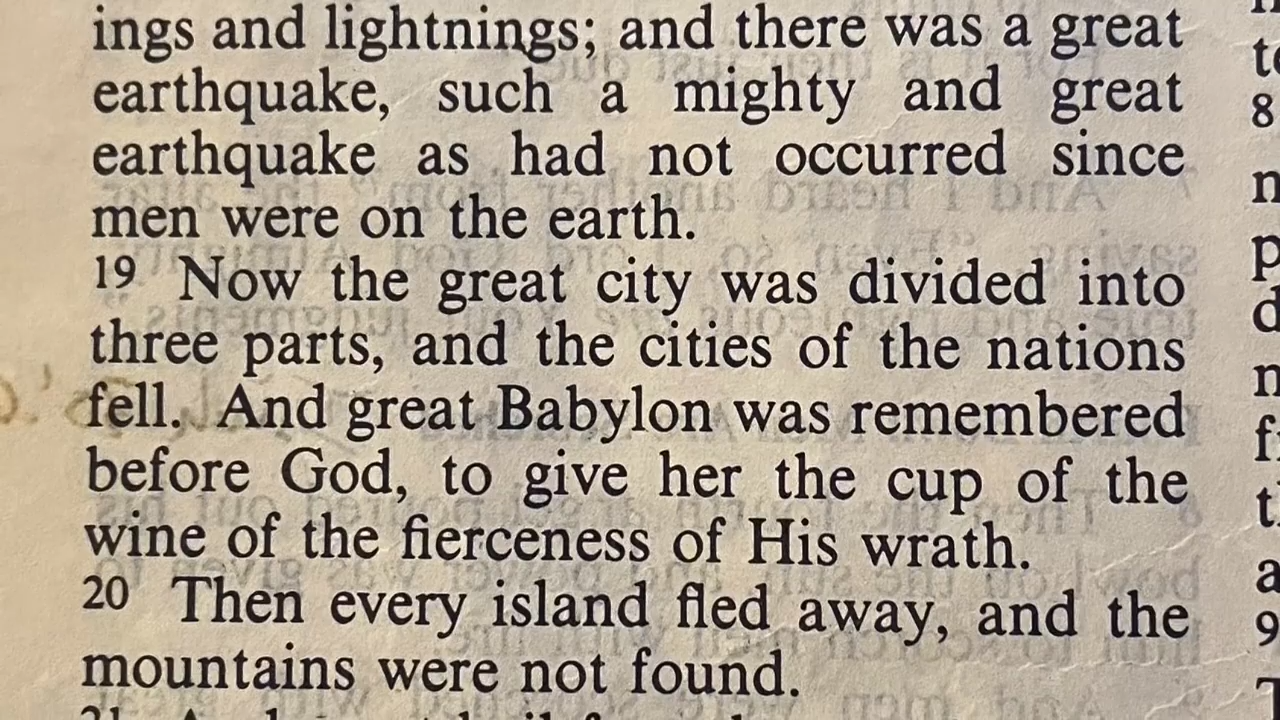 ings and lightnings; and there was a great
earthquake, such a mighty and great
earthquake as had not occurred since
men were on the earth.
19 Now the great city was divided into
three parts, and the cities of the nations
fell. And great Babylon was remembered
before God, to give her the cup of the
wine of the fierceness of His wrath.
20 Then every island fled away, and the
mountains were not found.
21
8
9